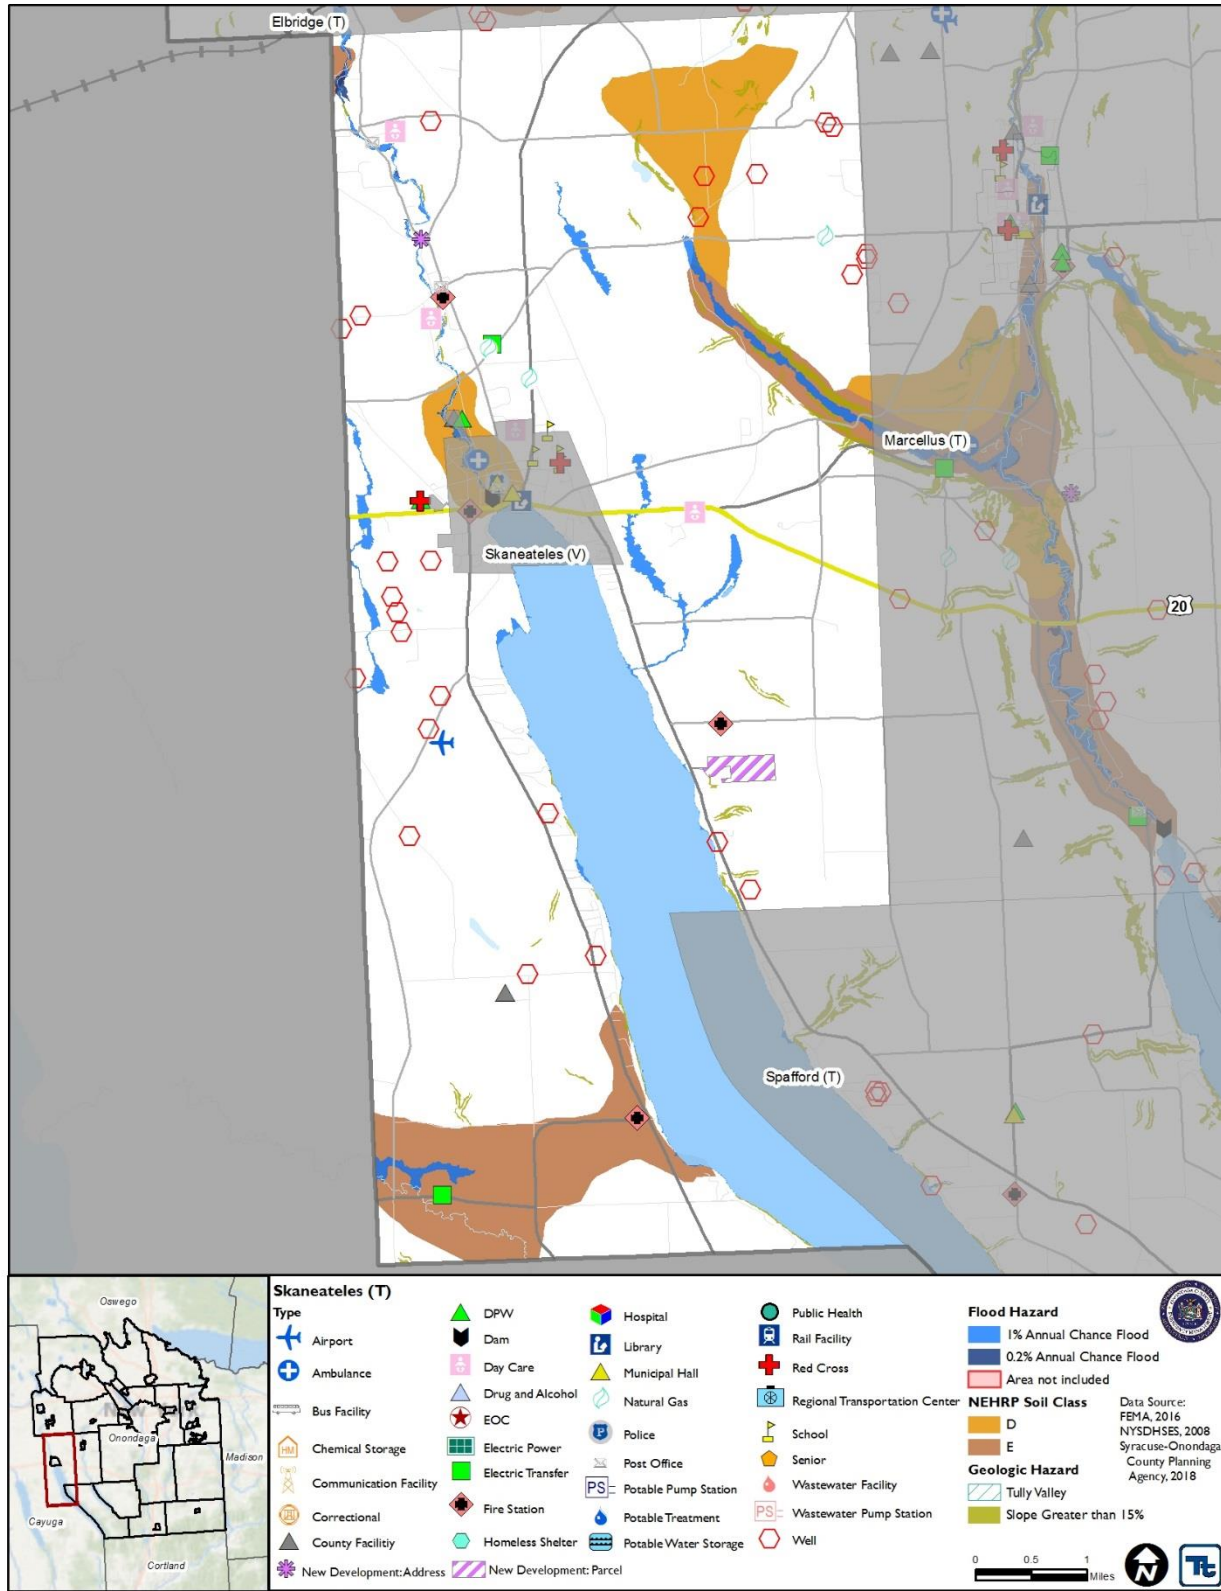 Elbridge (T)
Marcellus (T)
Skaneateles (V)
20
Spafford (T)
Oswego
Onondaga
Madison
Cayuga
Cortland
Skaneateles (T)
Type
Airport
Ambulance
Bus Facility
HM
Chemical Storage
Communication Facility
Correctional
County Facilitiy
New Development: Address
DPW
Dam
Day Care
Drug and Alcohol
EOC
Electric Power
Electric Transfer
Fire Station
Homeless Shelter
New Development: Parcel
Hospital
Library
Municipal Hall
Natural Gas
P
Police
Post Office
PS
Potable Pump Station
Potable Treatment
Potable Water Storage
Public Health
Rail Facility
Red Cross
Regional Transportation Center
School
Senior
Wastewater Facility
PS
Wastewater Pump Station
Well
Flood Hazard
1% Annual Chance Flood
0.2% Annual Chance Flood
Area not included
NEHRP Soil Class
D
E
Geologic Hazard
Tully Valley
Slope Greater than 15%
Data Source:
FEMA, 2016
NYSDHSES, 2008
Syracuse-Onondaga
County Planning
Agency, 2018
0 0.5 1
Miles
N
Tt